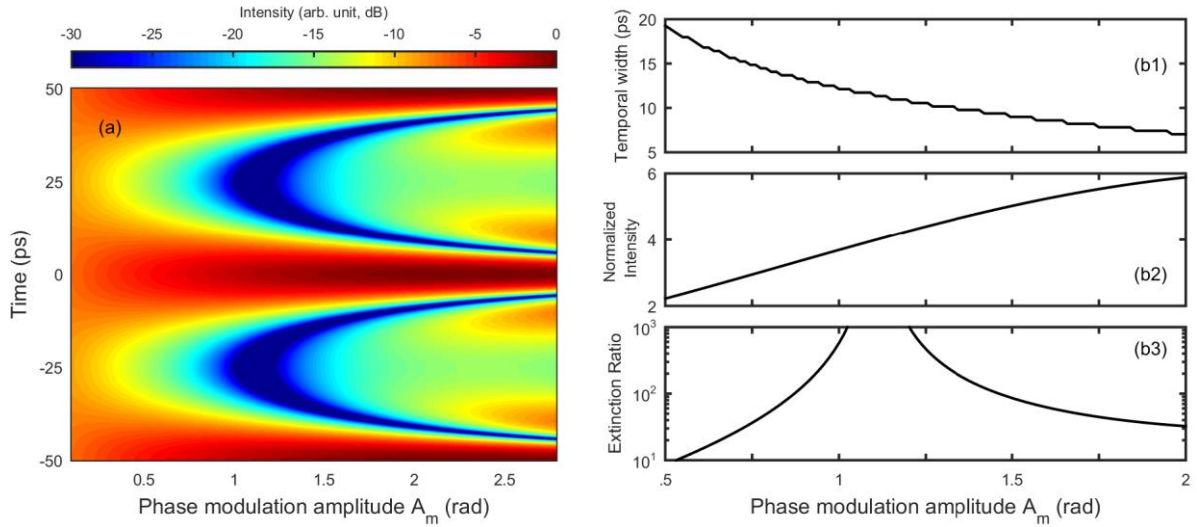 Intensity (arb. unit, dB)
-30 -25 -20 -15 -10 -5 0
50
25
0
-25
-50
Time (ps)
(a)
0.5 1 1.5 2 2.5
Phase modulation amplitude A_m (rad)
20
15
10
5
Temporal width (ps)
(b1)
6
4
2
Normalized
Intensity
(b2)
10^3
10^2
10^1
Extinction Ratio
(b3)
.5 1 1.5 2
Phase modulation amplitude A_m (rad)